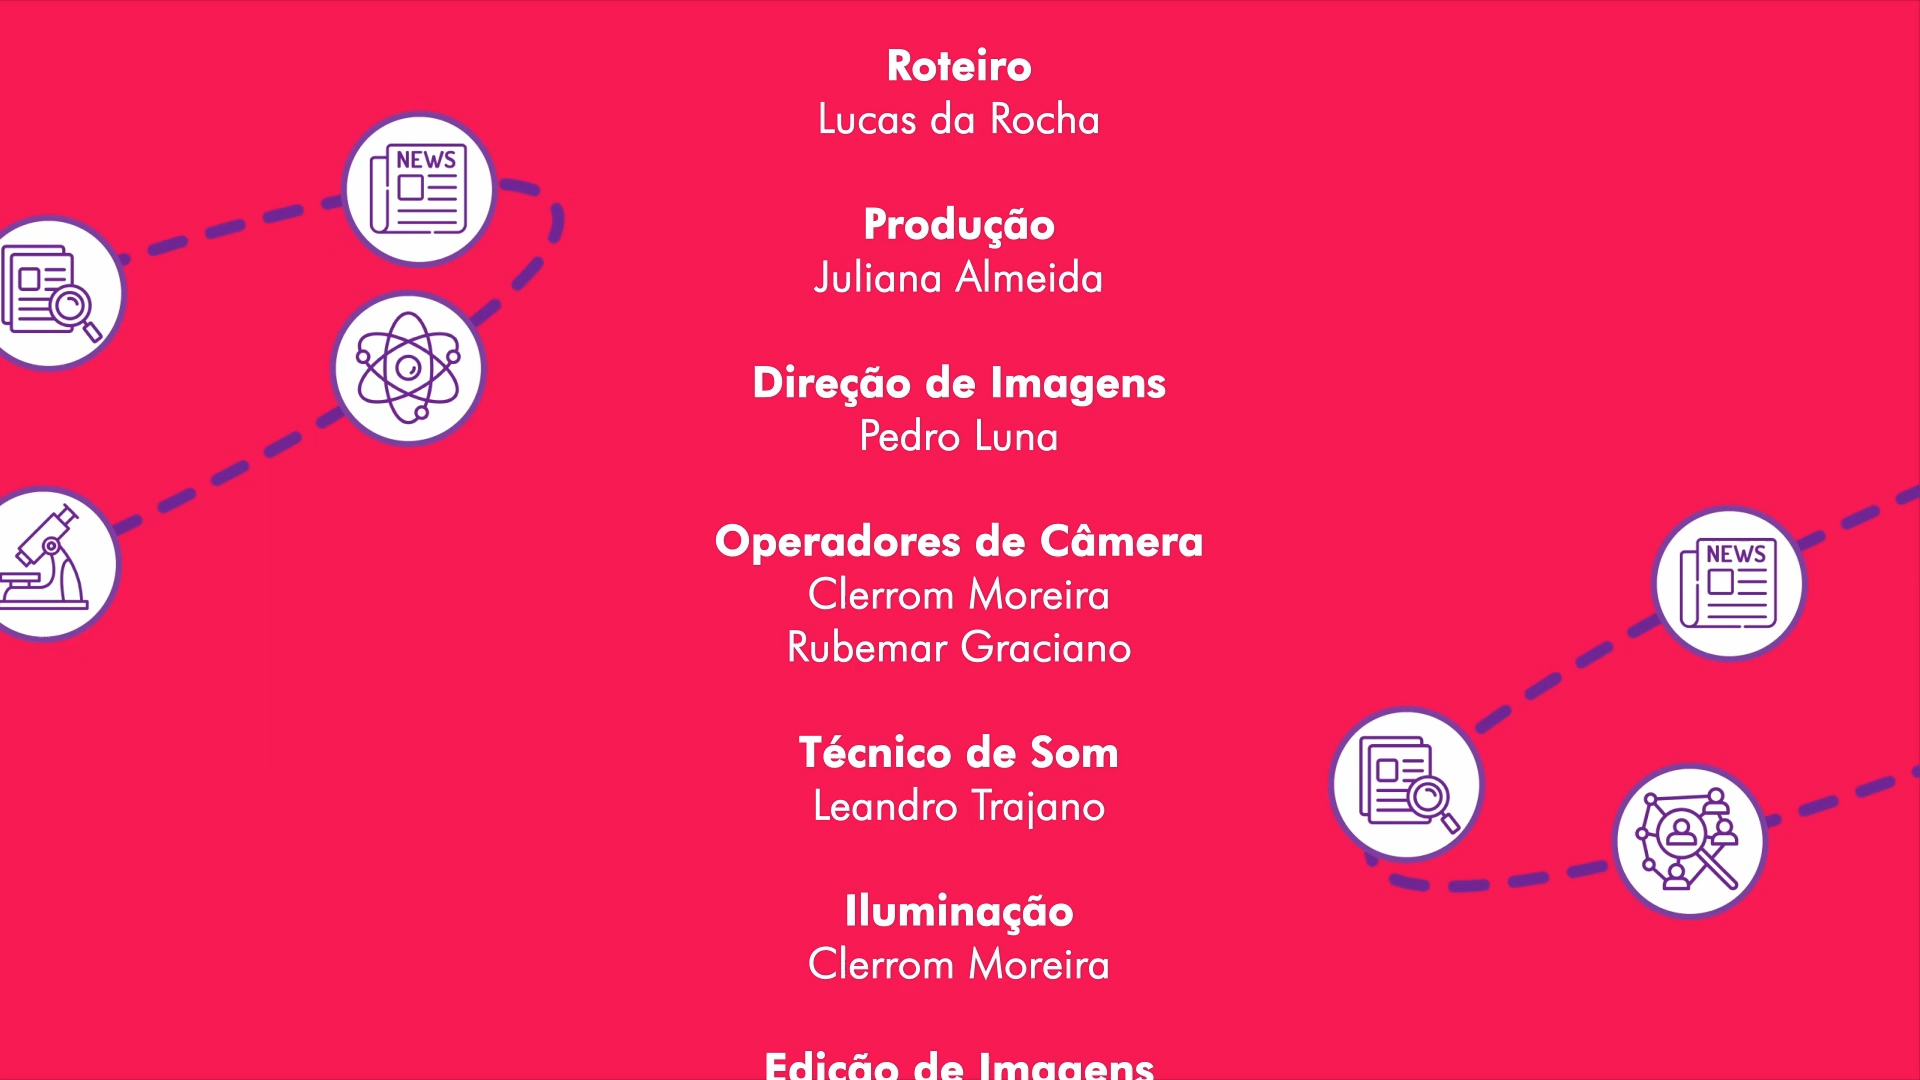 Roteiro
Lucas da Rocha
Produção
Juliana Almeida
Direção de Imagens
Pedro Luna
Operadores de Câmera
Clerrom Moreira
Rubemar Graciano
Técnico de Som
Leandro Trajano
Iluminação
Clerrom Moreira
Edição de Imagens
NEWS
NEWS